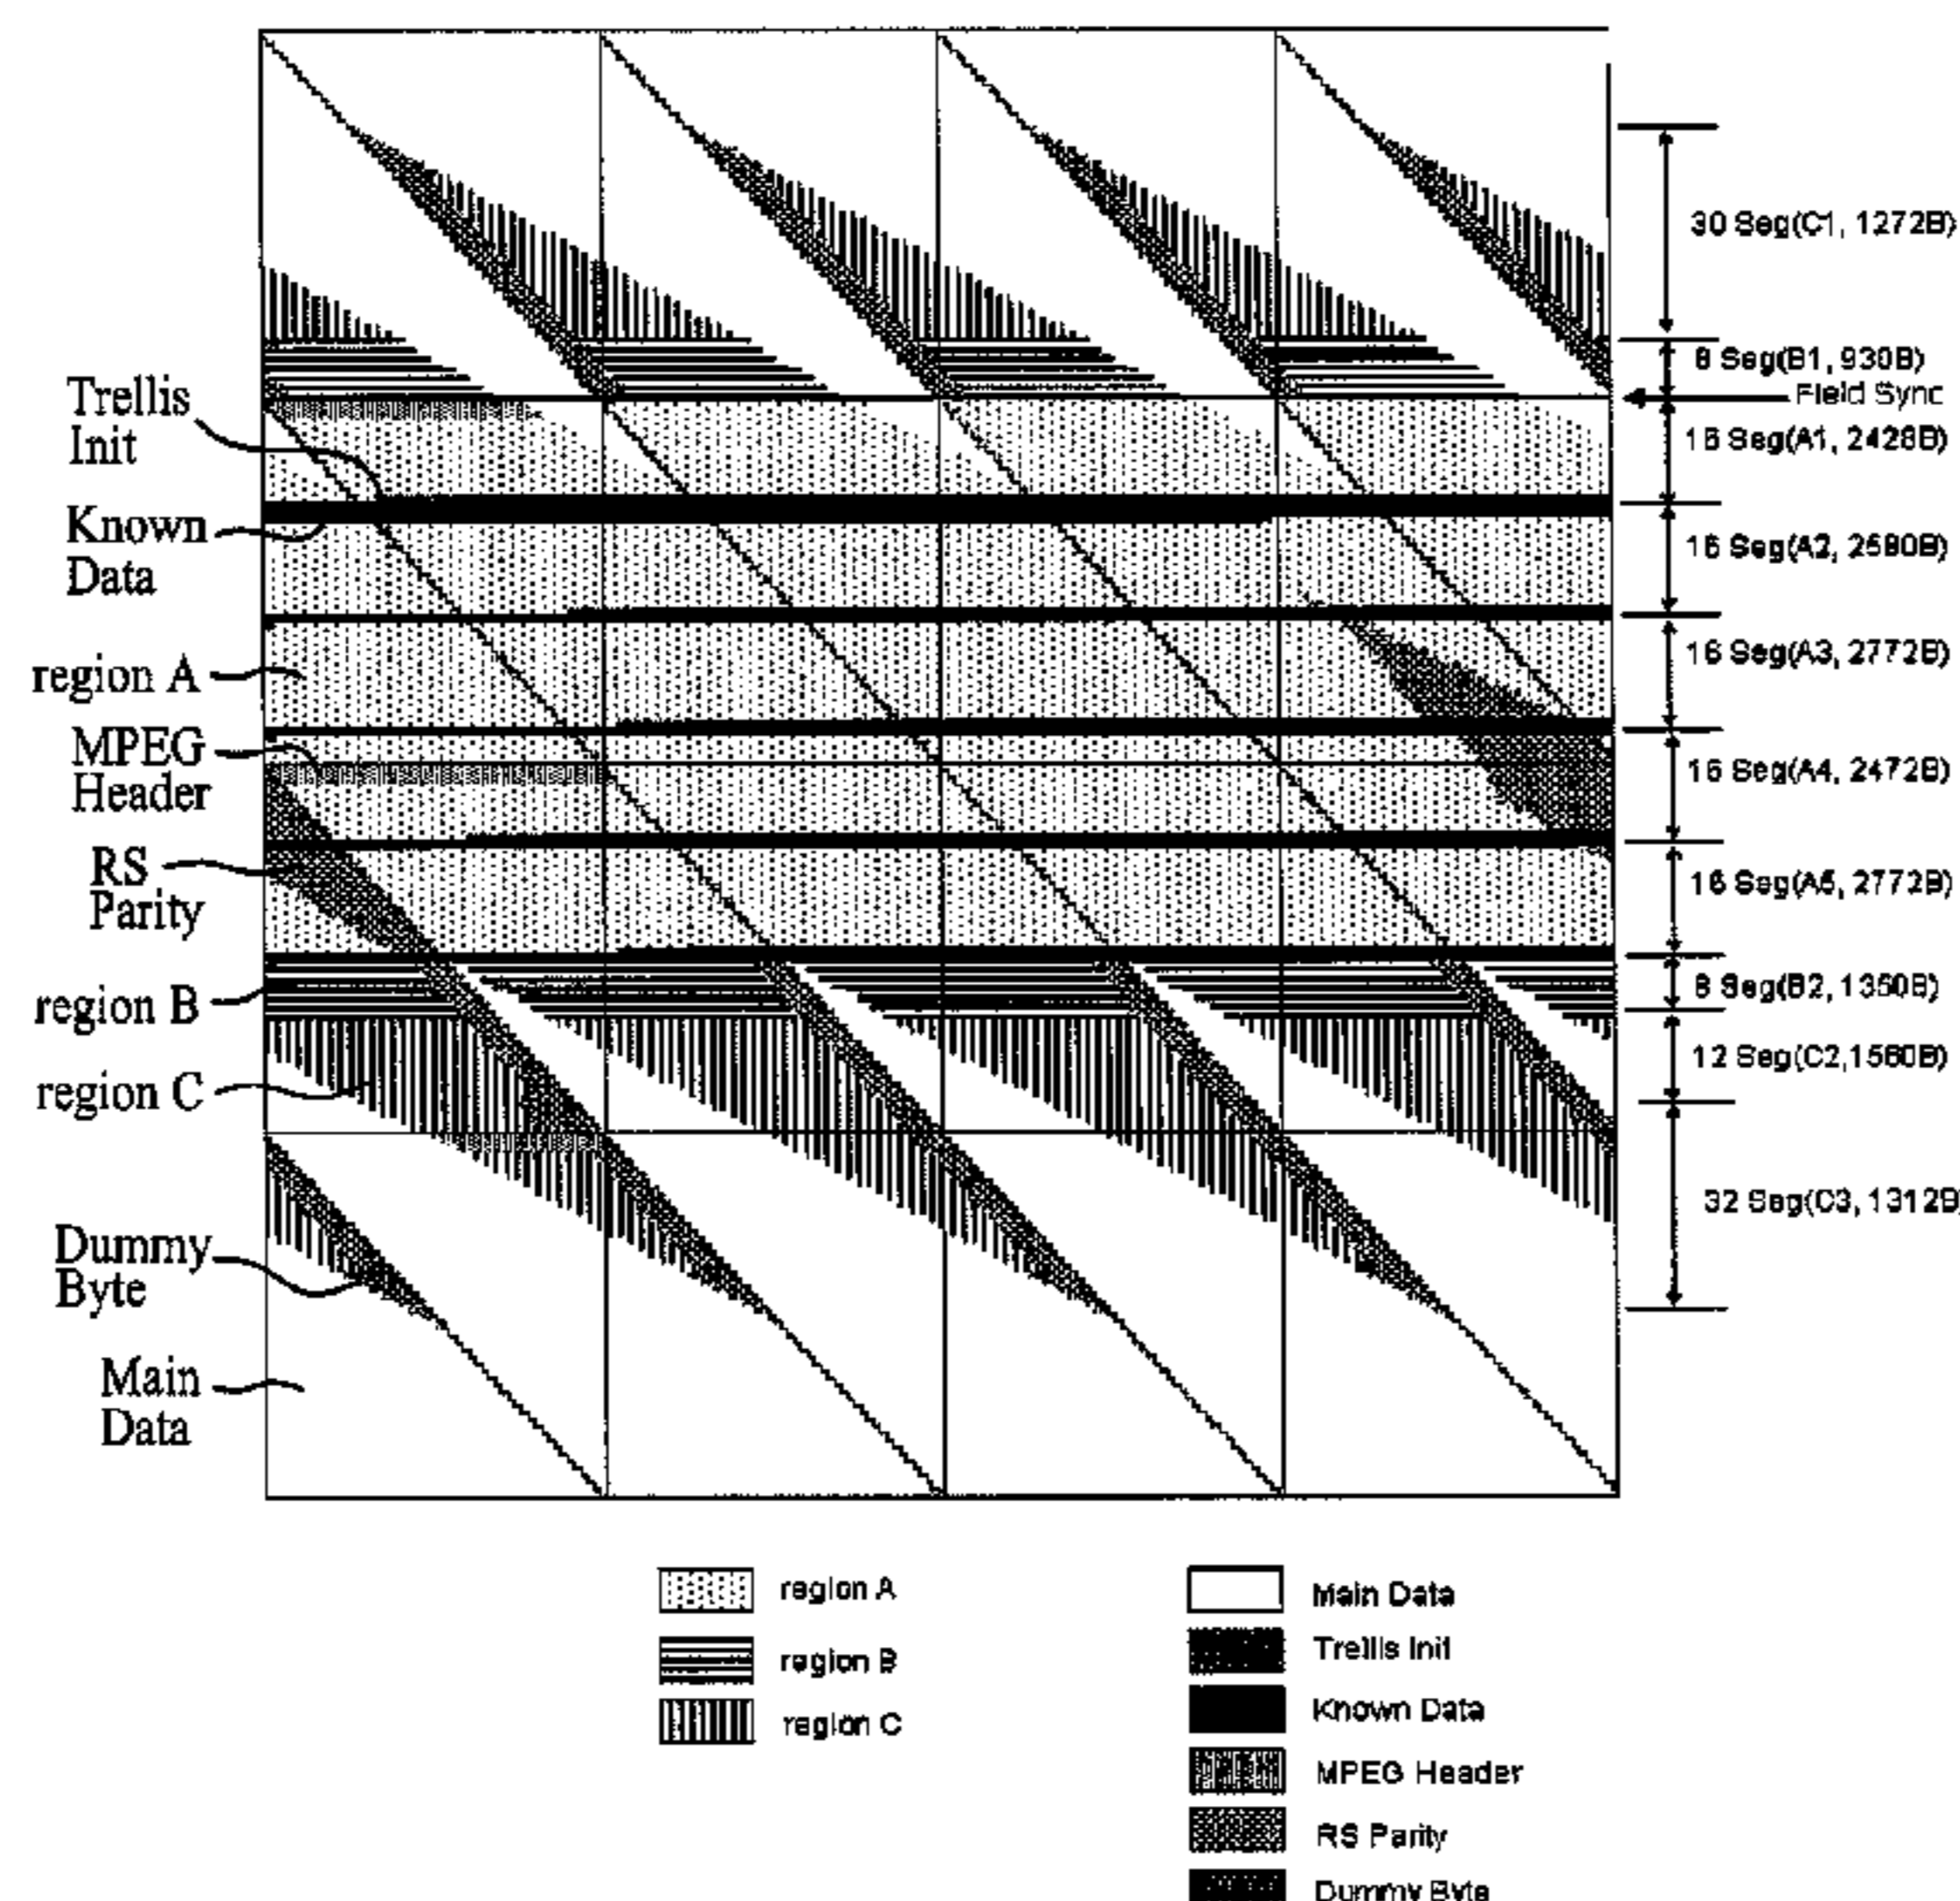 30 Seg(C1, 1272B)
8 Seg(B1, 930B)
Field Sync
16 Seg(A1, 2428B)
16 Seg(A2, 2580B)
16 Seg(A3, 2772B)
16 Seg(A4, 2472B)
16 Seg(A5, 2772B)
8 Seg(B2, 1350B)
12 Seg(C2,1560B)
32 Seg(C3, 1312B)
Trellis
Init
Known
Data
region A
MPEG
Header
RS
Parity
region B
region C
Dummy
Byte
Main
Data
region A
region B
region C
Main Data
Trellis Init
Known Data
MPEG Header
RS Parity
Dummy Byte